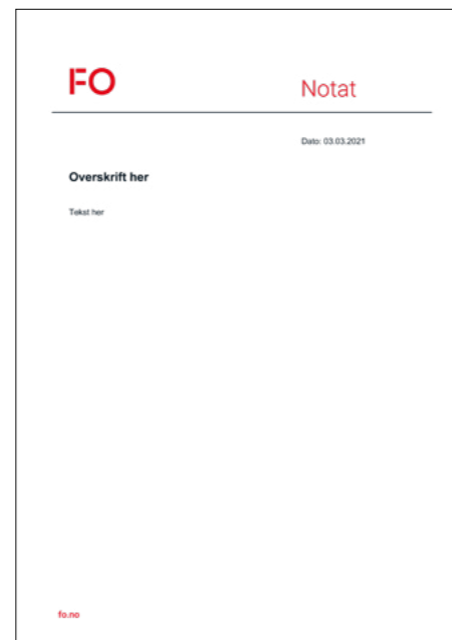 FO
Notat
Dato: 03.03.2021
Overskrift her
Tekst her
fo.no